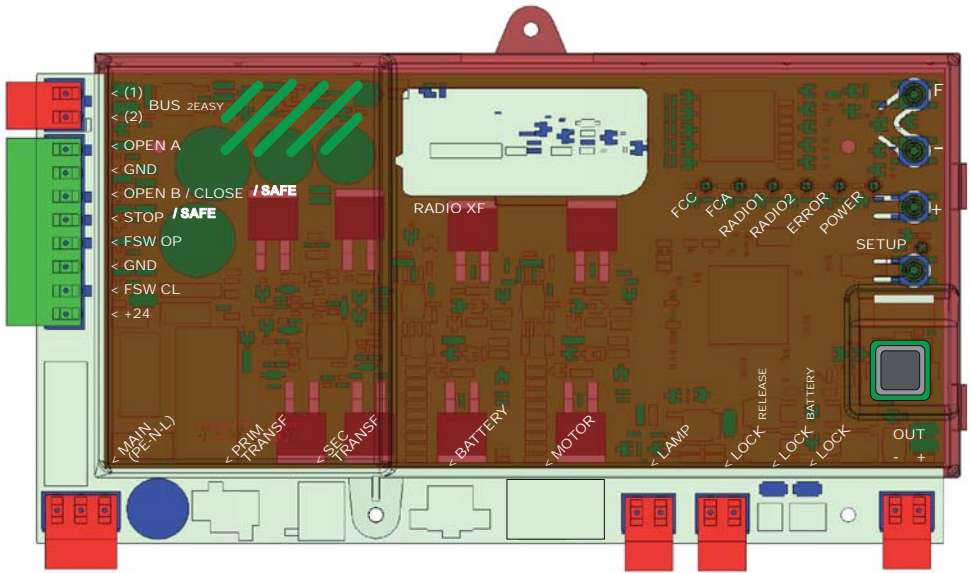 < (1)
BUS 2EASY
< (2)
< OPEN A
< GND
< OPEN B / CLOSE / SAFE
< STOP / SAFE
< FSW OP
< GND
< FSW CL
< +24
RADIO XF
FCC
FCA
RADIO1
RADIO2
ERROR
POWER
F
-
+
SETUP
< MAIN
(PE-N-L)
< PRIM
TRANSF
< SEC
TRANSF
< BATTERY
< MOTOR
< LAMP
< LOCK
RELEASE
< LOCK
BATTERY
< LOCK
OUT
- +